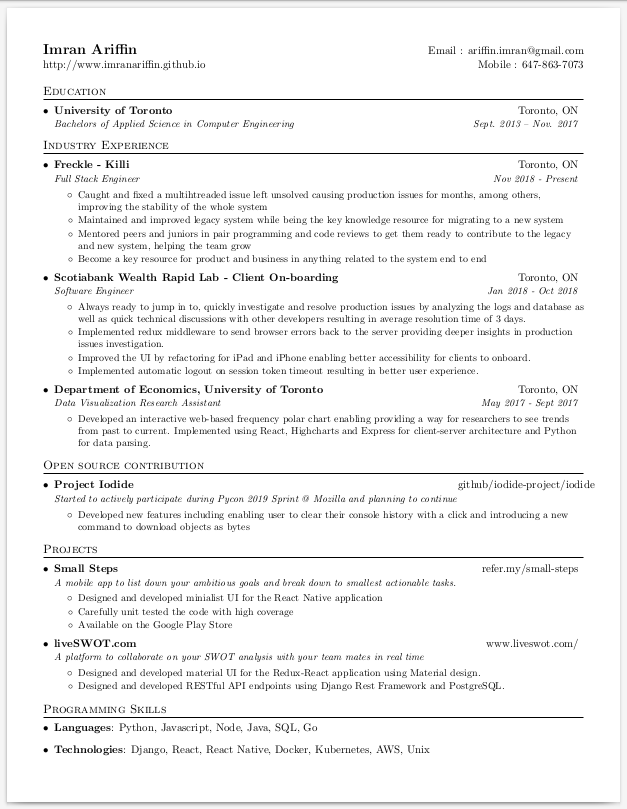 Imran Ariffin Email : ariffin.imran@gmail.com
http://www.imranariffin.github.io Mobile : 647-863-7073
Education
• University of Toronto Toronto, ON
Bachelors of Applied Science in Computer Engineering Sept. 2013 – Nov. 2017
Industry Experience
• Freckle - Killi Toronto, ON
Full Stack Engineer Nov 2018 - Present
◦ Caught and fixed a multihtreaded issue left unsolved causing production issues for months, among others,
improving the stability of the whole system
◦ Maintained and improved legacy system while being the key knowledge resource for migrating to a new system
◦ Mentored peers and juniors in pair programming and code reviews to get them ready to contribute to the legacy
and new system, helping the team grow
◦ Become a key resource for product and business in anything related to the system end to end
• Scotiabank Wealth Rapid Lab - Client On-boarding Toronto, ON
Software Engineer Jan 2018 - Oct 2018
◦ Always ready to jump in to, quickly investigate and resolve production issues by analyzing the logs and database as
well as quick technical discussions with other developers resulting in average resolution time of 3 days.
◦ Implemented redux middleware to send browser errors back to the server providing deeper insights in production
issues investigation.
◦ Improved the UI by refactoring for iPad and iPhone enabling better accessibility for clients to onboard.
◦ Implemented automatic logout on session token timeout resulting in better user experience.
• Department of Economics, University of Toronto Toronto, ON
Data Visualization Research Assistant May 2017 - Sept 2017
◦ Developed an interactive web-based frequency polar chart enabling providing a way for researchers to see trends
from past to current. Implemented using React, Highcharts and Express for client-server architecture and Python
for data parsing.
Open source contribution
• Project Iodide github/iodide-project/iodide
Started to actively participate during Pycon 2019 Sprint @ Mozilla and planning to continue
◦ Developed new features including enabling user to clear their console history with a click and introducing a new
command to download objects as bytes
Projects
• Small Steps refer.my/small-steps
A mobile app to list down your ambitious goals and break down to smallest actionable tasks.
◦ Designed and developed minialist UI for the React Native application
◦ Carefully unit tested the code with high coverage
◦ Available on the Google Play Store
• liveSWOT.com www.liveswot.com/
A platform to collaborate on your SWOT analysis with your team mates in real time
◦ Designed and developed material UI for the Redux-React application using Material design.
◦ Designed and developed RESTful API endpoints using Django Rest Framework and PostgreSQL.
Programming Skills
• Languages: Python, Javascript, Node, Java, SQL, Go
• Technologies: Django, React, React Native, Docker, Kubernetes, AWS, Unix